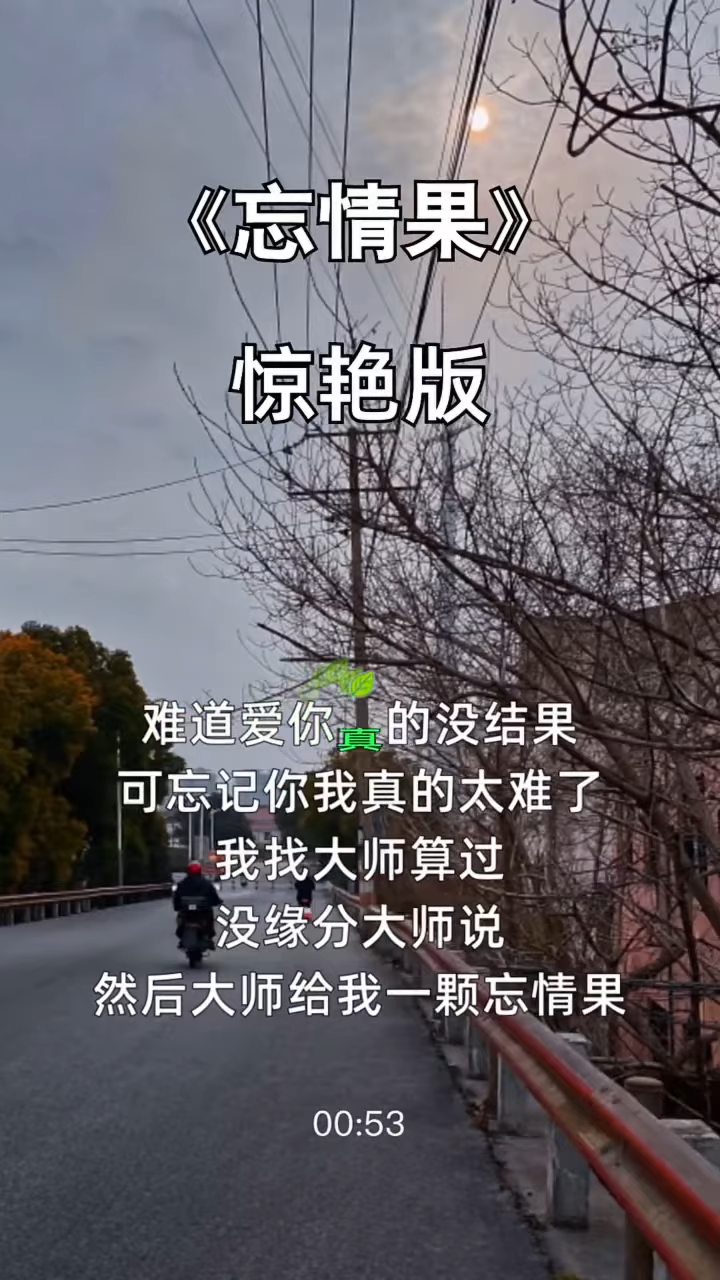 《忘情果》
惊艳版
难道爱你真的没结果
可忘记你我真的太难了
我找大师算过
没缘分大师说
然后大师给我一颗忘情果
00:53